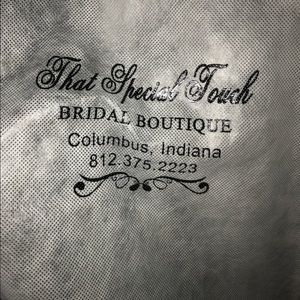 That Special Touch
BRIDAL BOUTIQUE
Columbus, Indiana
812.375.2223